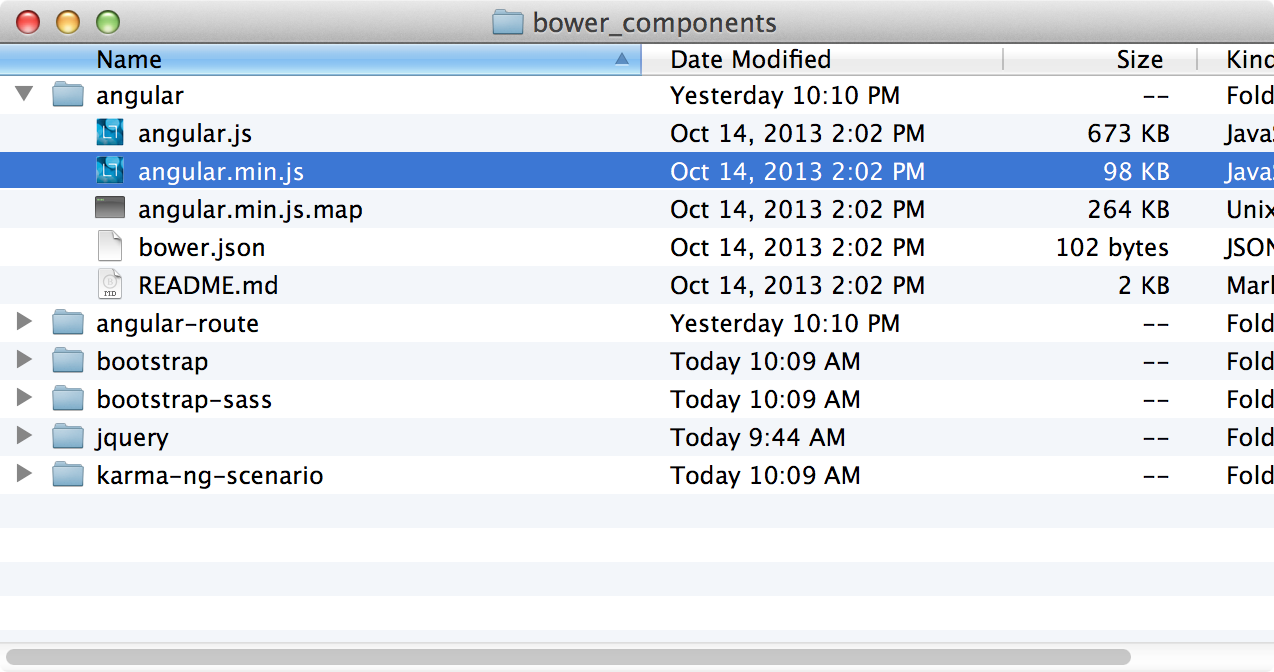 bower_components
Name Date Modified Size Kind
angular Yesterday 10:10 PM -- Fold
angular.js Oct 14, 2013 2:02 PM 673 KB JavaS
angular.min.js Oct 14, 2013 2:02 PM 98 KB JavaS
angular.min.js.map Oct 14, 2013 2:02 PM 264 KB Unix
bower.json Oct 14, 2013 2:02 PM 102 bytes JSON
README.md Oct 14, 2013 2:02 PM 2 KB Mark
angular-route Yesterday 10:10 PM -- Fold
bootstrap Today 10:09 AM -- Fold
bootstrap-sass Today 10:09 AM -- Fold
jquery Today 9:44 AM -- Fold
karma-ng-scenario Today 10:09 AM -- Fold